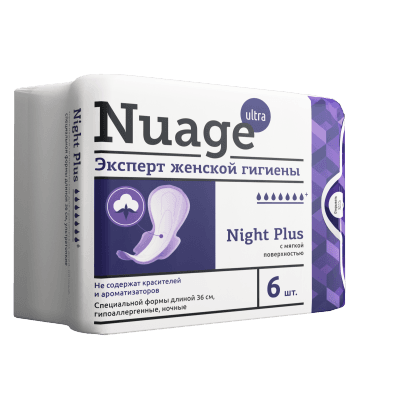 Nuage
ultra
Эксперт женской гигиены
Night Plus
с мягкой
поверхностью
Не содержат красителей
и ароматизаторов
Специальной формы длиной 36 см,
гипоаллергенные, ночные
6 шт.
Night Plus